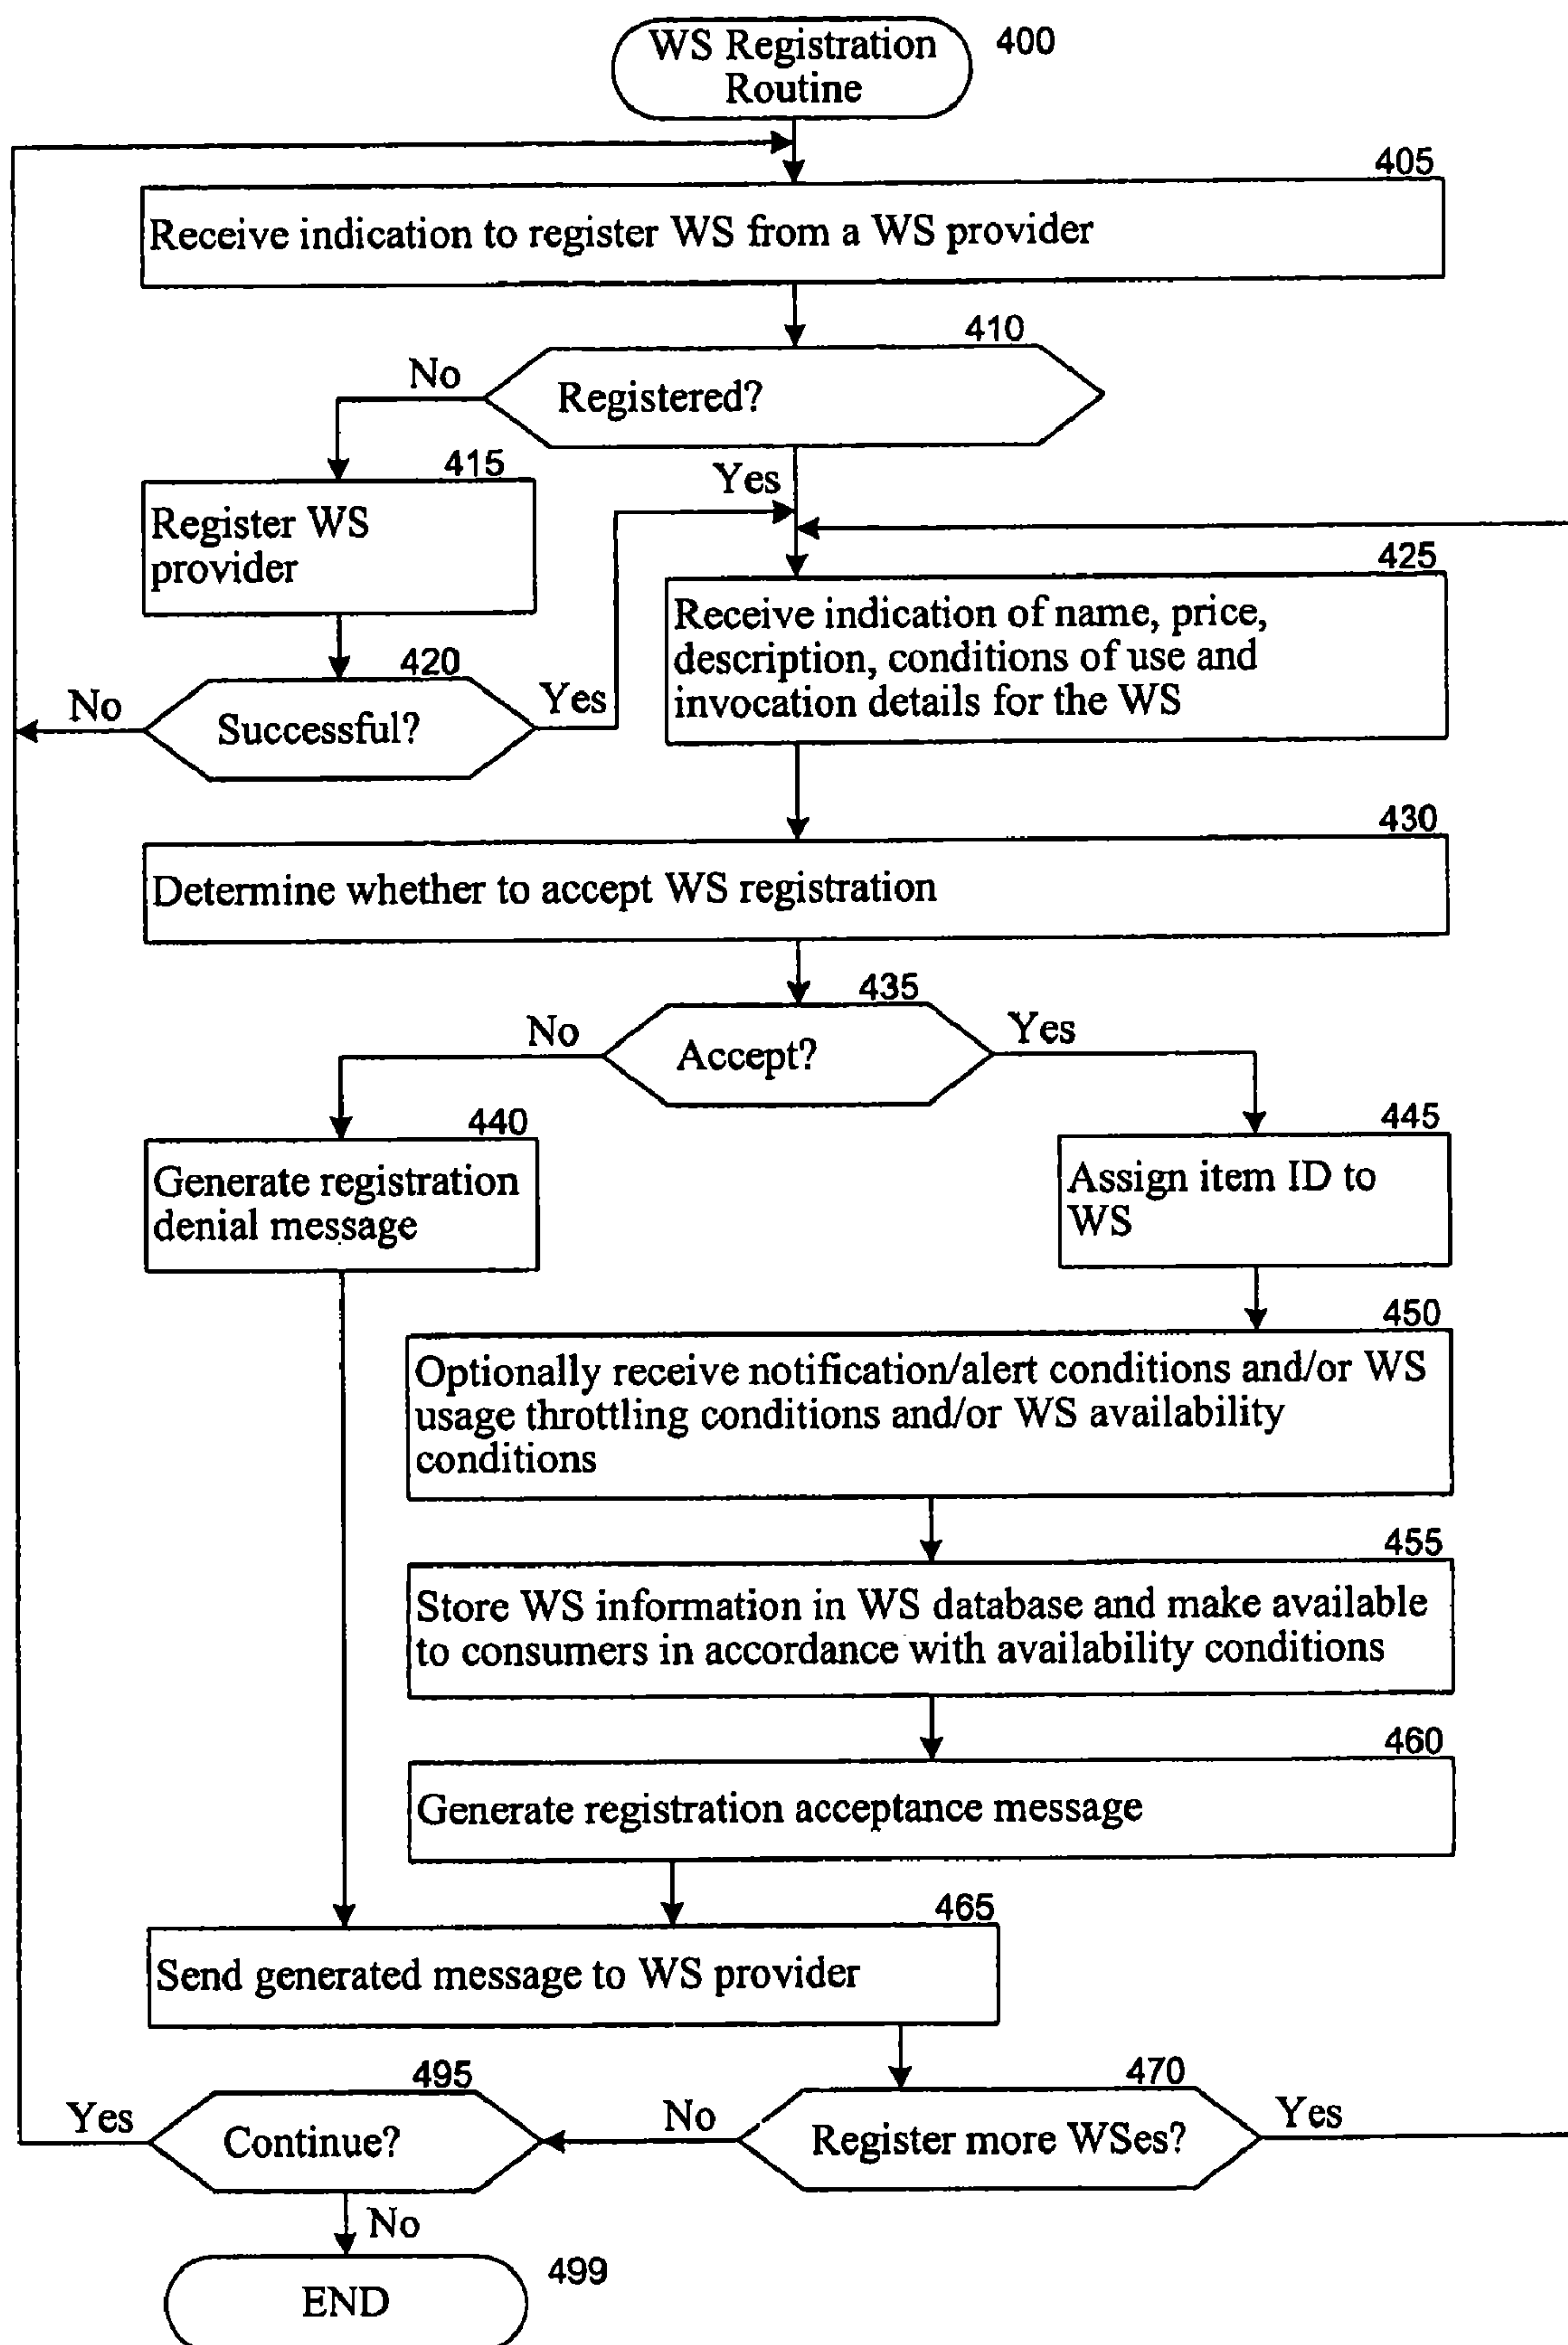 WS Registration
Routine
400
405
Receive indication to register WS from a WS provider
410
No
Registered?
415
Yes
Register WS
provider
425
Receive indication of name, price,
description, conditions of use and
invocation details for the WS
420
No
Successful?
Yes
430
Determine whether to accept WS registration
435
No
Accept?
Yes
440
Generate registration
denial message
445
Assign item ID to
WS
450
Optionally receive notification/alert conditions and/or WS
usage throttling conditions and/or WS availability
conditions
455
Store WS information in WS database and make available
to consumers in accordance with availability conditions
460
Generate registration acceptance message
465
Send generated message to WS provider
495
470
Yes
Continue?
No
Register more WSes?
Yes
No
END
499